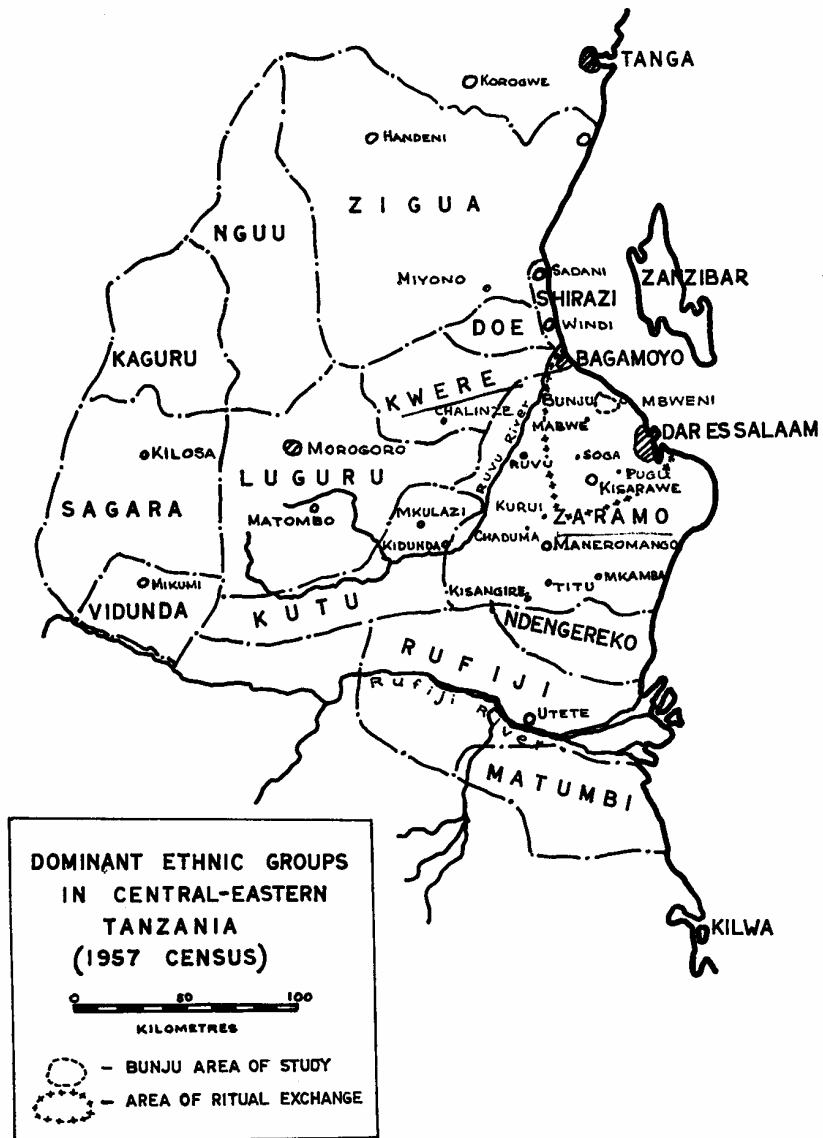 TANGA
KOROGWE
HANDENI
ZIGUA
NGUU
SADANI
ZANZIBAR
MIYONO
SHIRAZI
DOE
WINDI
BAGAMOYO
KAGURU
KWERE
BUNJU
MBWENI
CHALINZE
MABWE
DAR ES SALAAM
KILOSA
MOROGORO
Ruvu River
SOGA
RUVU
PUGU
LUGURU
KISARAWE
SAGARA
MATOMBO
MKULAZI
KURUI
ZARAMO
CHADUMA
KIDUNDA
MANEROMANGO
MIKUMI
KISANGIRE
TITU
MKAMBA
VIDUNDA
KUTU
NDENGEREKO
RUFIJI
Rufiji River
UTETE
MATUMBI
KILWA
DOMINANT ETHNIC GROUPS
IN CENTRAL-EASTERN
TANZANIA
(1957 CENSUS)
0 50 100
KILOMETRES
- BUNJU AREA OF STUDY
- AREA OF RITUAL EXCHANGE